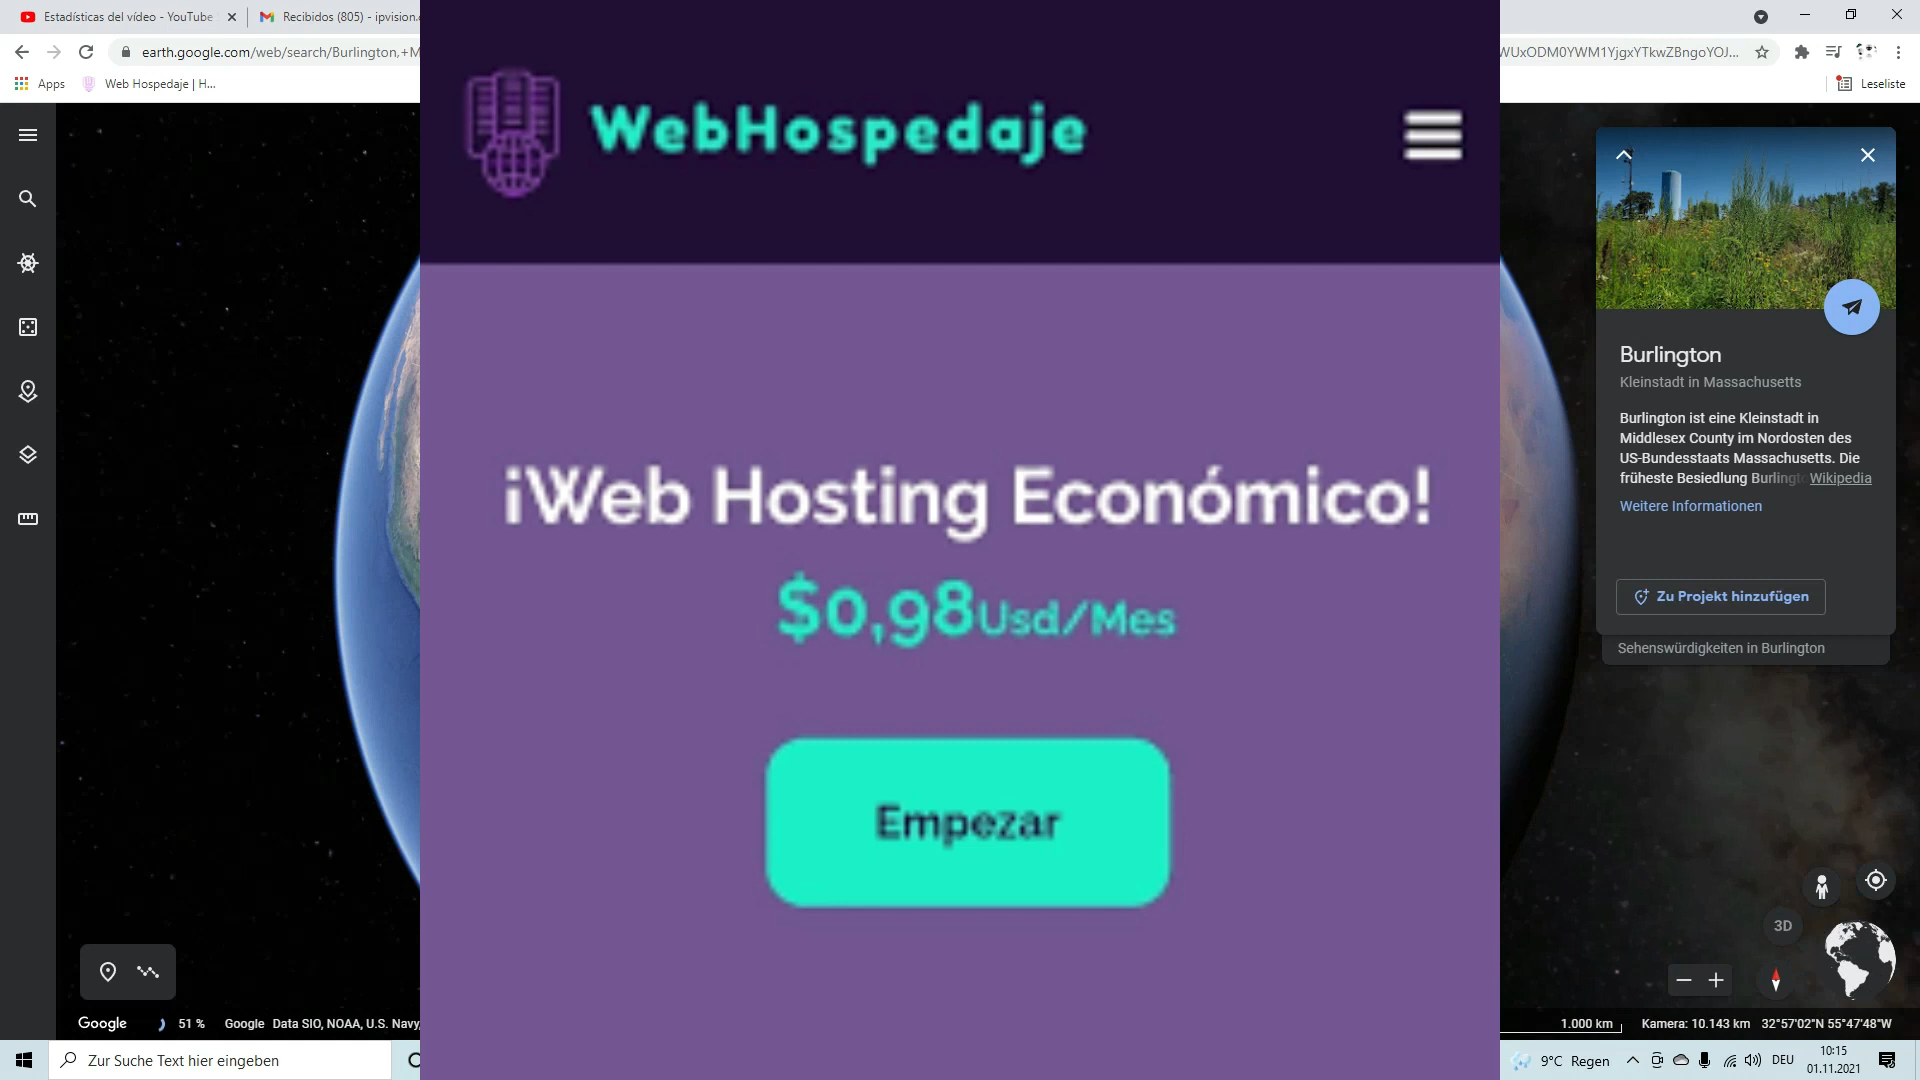 Estadísticas del vídeo - YouTube
Recibidos (805) - ipvision.
earth.google.com/web/search/Burlington,+M
WUxODM0YWM1YjgxYTkwZBngoYOJ...
Apps
Web Hospedaje | H...
Leseliste
WebHospedaje
¡Web Hosting Económico!
$0,98Usd/Mes
Empezar
Burlington
Kleinstadt in Massachusetts
Burlington ist eine Kleinstadt in
Middlesex County im Nordosten des
US-Bundesstaats Massachusetts. Die
früheste Besiedlung Burlingt Wikipedia
Weitere Informationen
Zu Projekt hinzufügen
Sehenswürdigkeiten in Burlington
3D
Google 51 % Google Data SIO, NOAA, U.S. Navy,
1.000 km Kamera: 10.143 km 32°57'02"N 55°47'48"W
Zur Suche Text hier eingeben
9°C Regen
DEU
10:15
01.11.2021